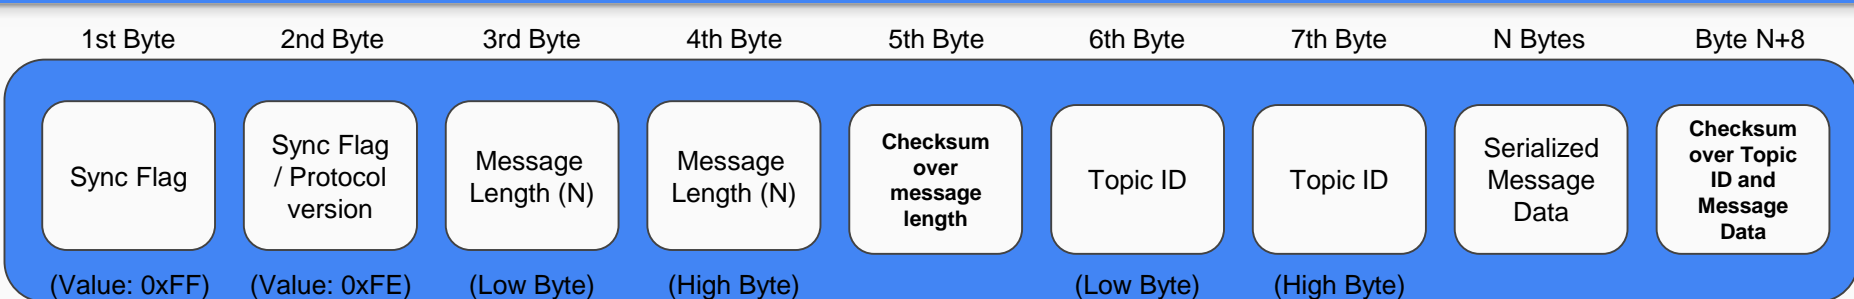 1st Byte 2nd Byte 3rd Byte 4th Byte 5th Byte 6th Byte 7th Byte N Bytes Byte N+8
Sync Flag
Sync Flag
/ Protocol
version
Message
Length (N)
Message
Length (N)
Checksum
over
message
length
Topic ID
Topic ID
Serialized
Message
Data
Checksum
over Topic
ID and
Message
Data
(Value: 0xFF) (Value: 0xFE) (Low Byte) (High Byte) (Low Byte) (High Byte)